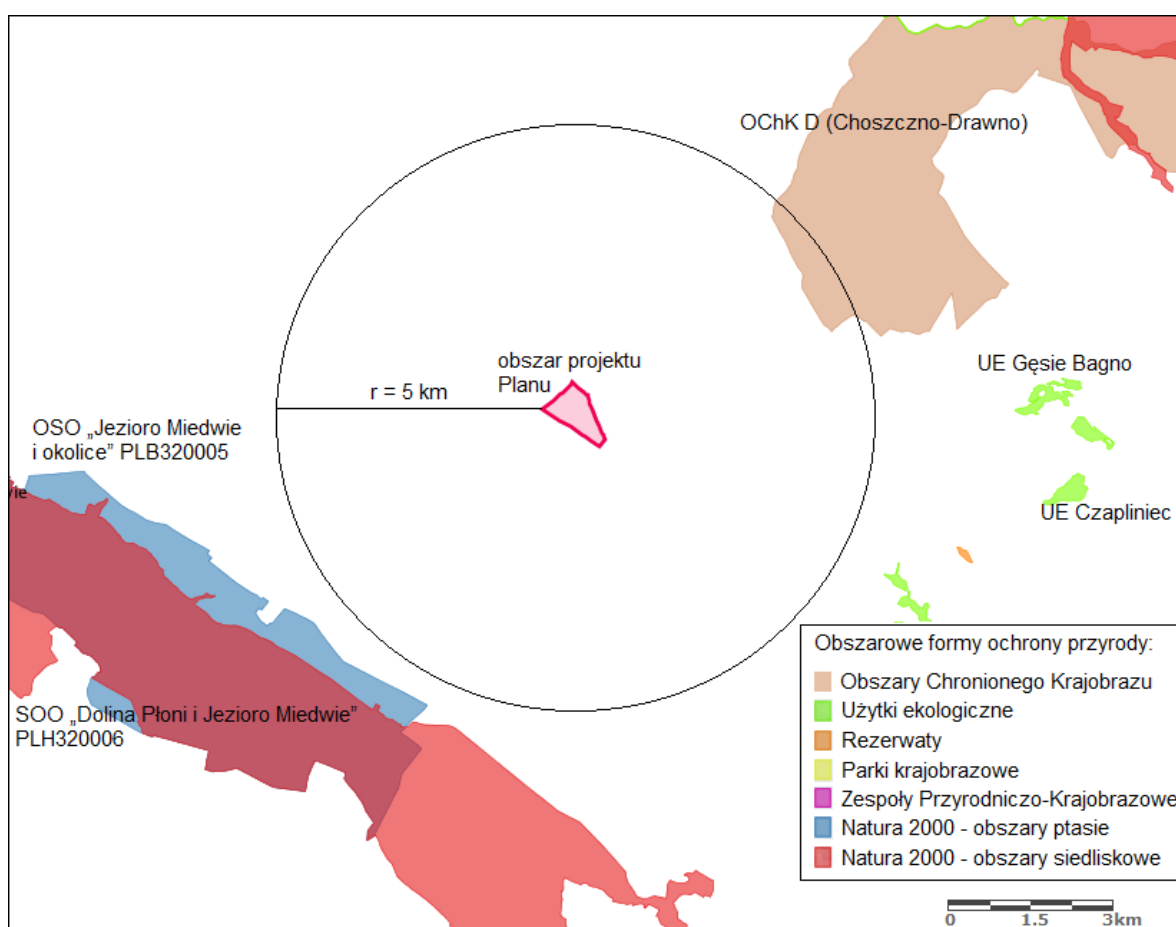 OChK D (Choszczno-Drawno)
obszar projektu
Planu
r = 5 km
UE Gęsie Bagno
OSO „Jezioro Miedwie
i okolice” PLB320005
UE Czapliniec
SOO „Dolina Płoni i Jezioro Miedwie”
PLH320006
Obszarowe formy ochrony przyrody:
Obszary Chronionego Krajobrazu
Użytki ekologiczne
Rezerwaty
Parki krajobrazowe
Zespoły Przyrodniczo-Krajobrazowe
Natura 2000 - obszary ptasie
Natura 2000 - obszary siedliskowe
0 1.5 3km